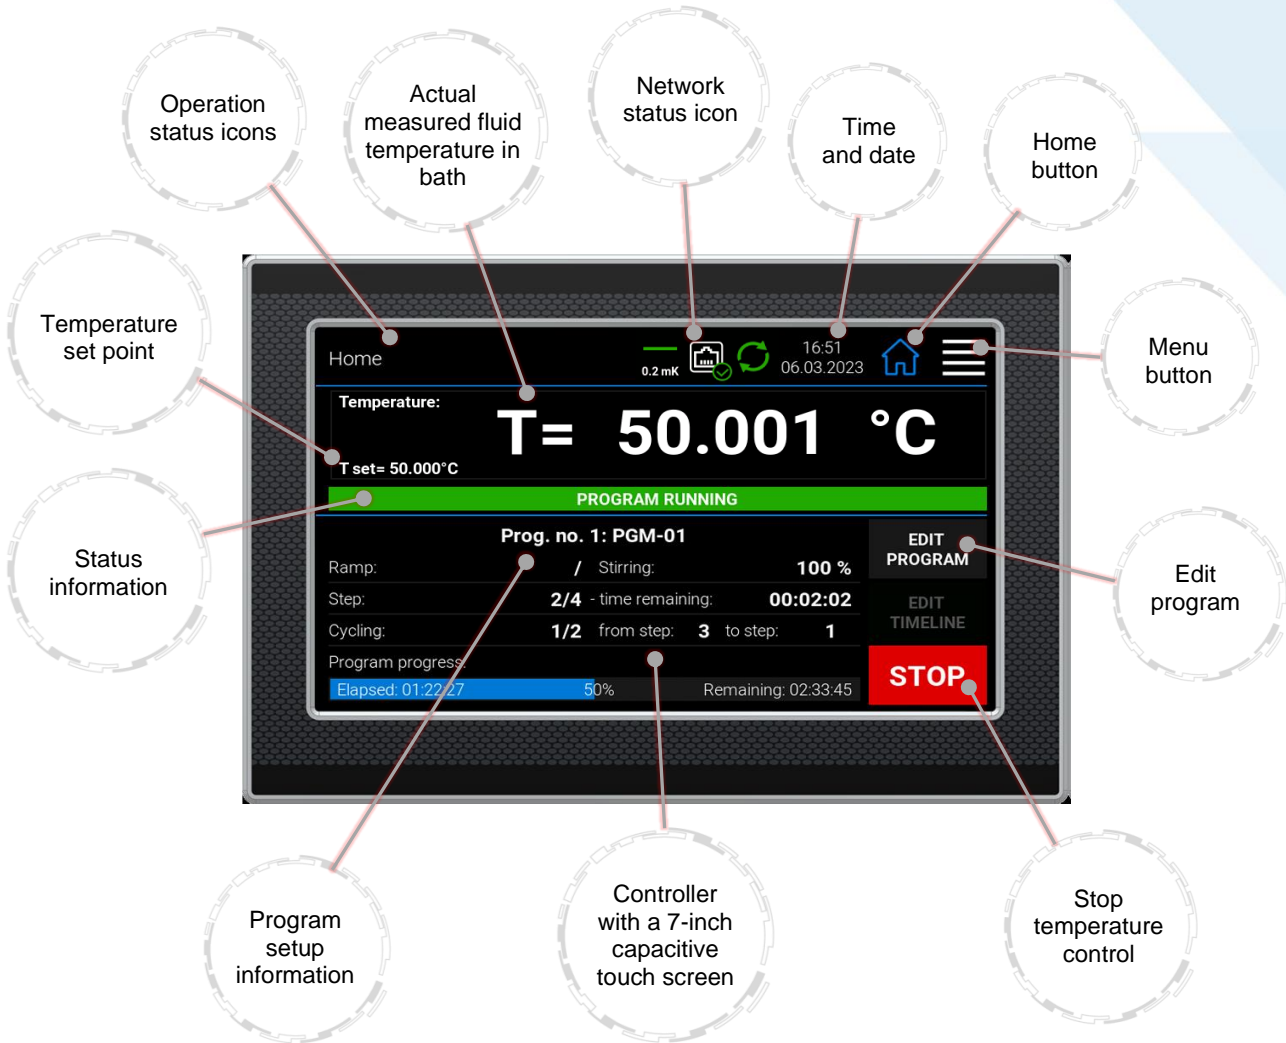 Operation
status icons
Actual
measured fluid
temperature in
bath
Network
status icon
Time
and date
Home
button
Temperature
set point
Menu
button
Status
information
Edit
program
Home
0.2 mK
16:51
06.03.2023
Temperature:
T= 50.001 °C
T set= 50.000°C
PROGRAM RUNNING
Prog. no. 1: PGM-01
Ramp: / Stirring: 100 %
Step: 2/4 - time remaining: 00:02:02
Cycling: 1/2 from step: 3 to step: 1
Program progress:
Elapsed: 01:22:27 50% Remaining: 02:33:45
EDIT
PROGRAM
EDIT
TIMELINE
STOP
Program
setup
information
Controller
with a 7-inch
capacitive
touch screen
Stop
temperature
control